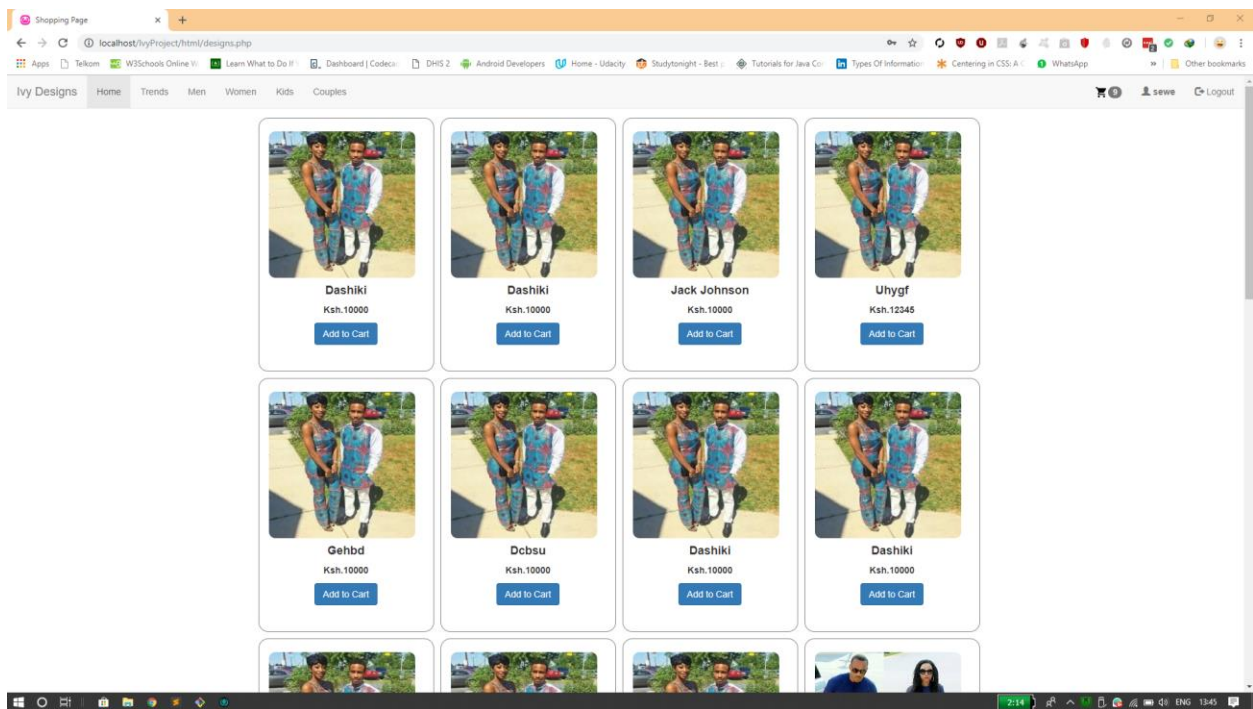 Shopping Page
localhost/IvyProject/html/designs.php
Apps Telkom W3Schools Online W Learn What to Do If Dashboard | Codeca DHIS 2 Android Developers Home - Udacity Studytonight - Best Tutorials for Java Co Types Of Information Centering in CSS: A C WhatsApp » Other bookmarks
Ivy Designs Home Trends Men Women Kids Couples 9 sewe Logout
Dashiki Dashiki Jack Johnson Uhygf
Ksh.10000 Ksh.10000 Ksh.10000 Ksh.12345
Add to Cart Add to Cart Add to Cart Add to Cart
Gehbd Dcbsu Dashiki Dashiki
Ksh.10000 Ksh.10000 Ksh.10000 Ksh.10000
Add to Cart Add to Cart Add to Cart Add to Cart
2:14 ENG 13:45